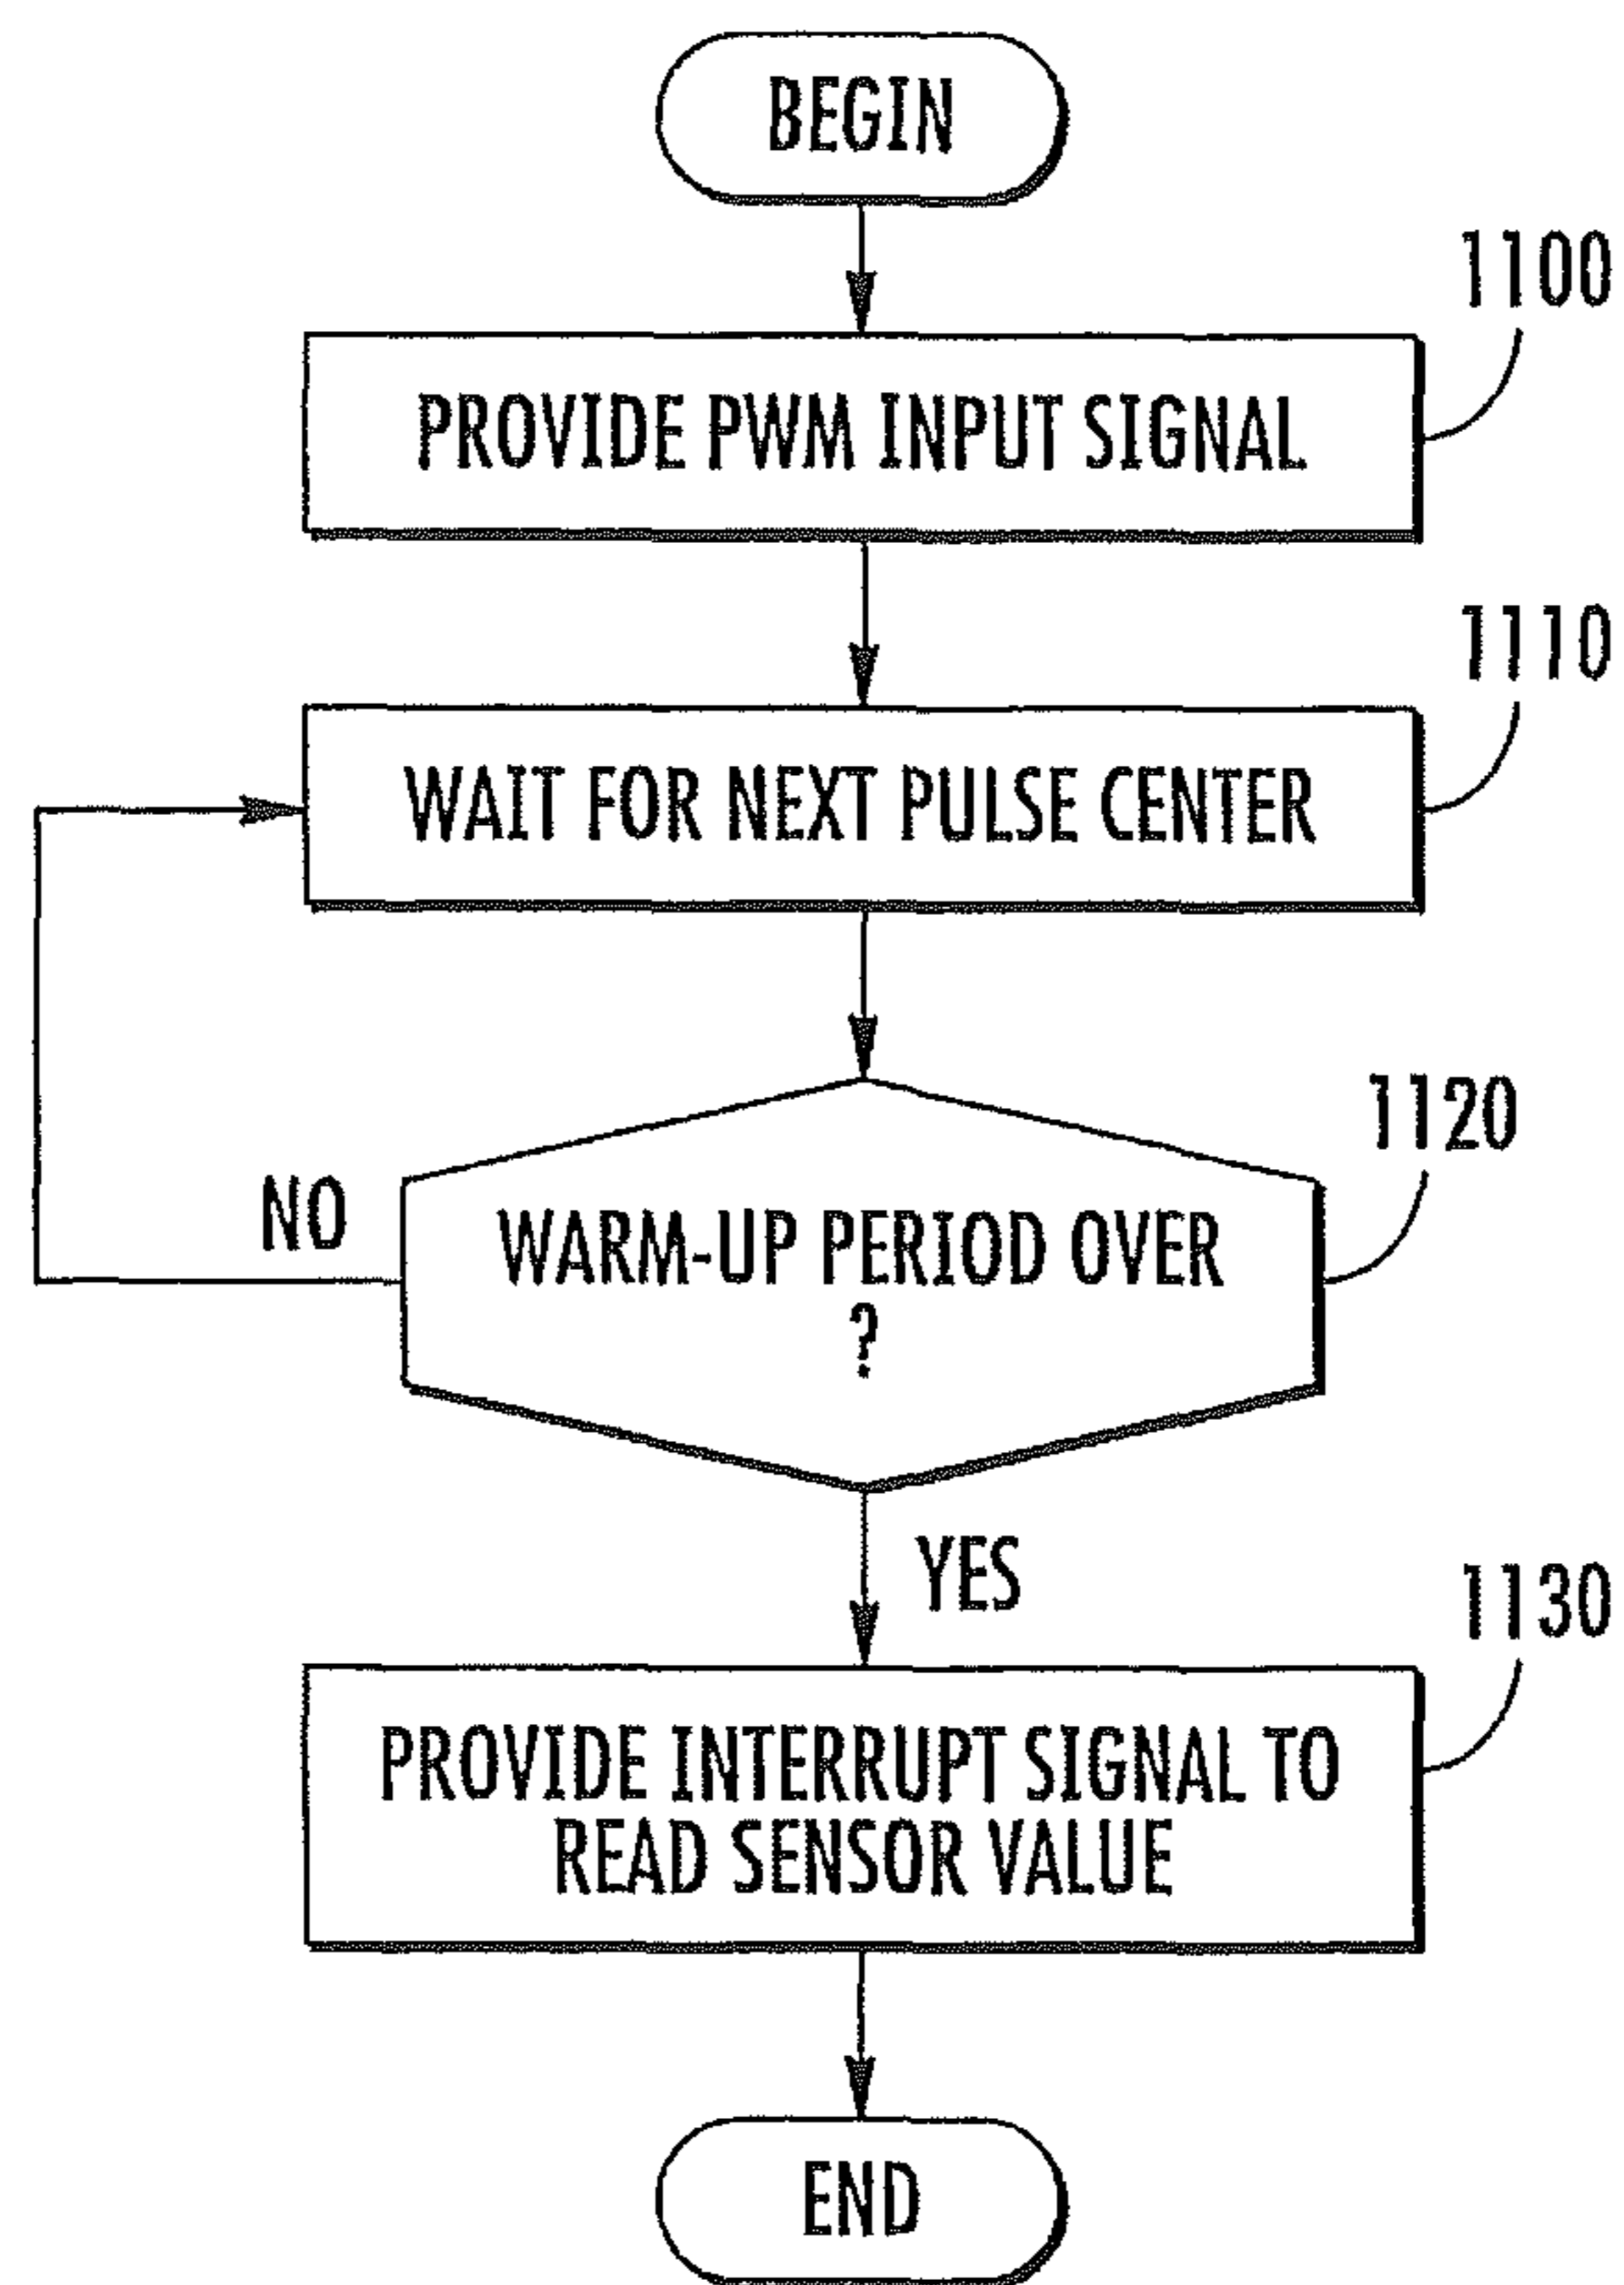 BEGIN
1100
PROVIDE PWM INPUT SIGNAL
1110
WAIT FOR NEXT PULSE CENTER
1120
NO
WARM-UP PERIOD OVER
?
YES
1130
PROVIDE INTERRUPT SIGNAL TO
READ SENSOR VALUE
END